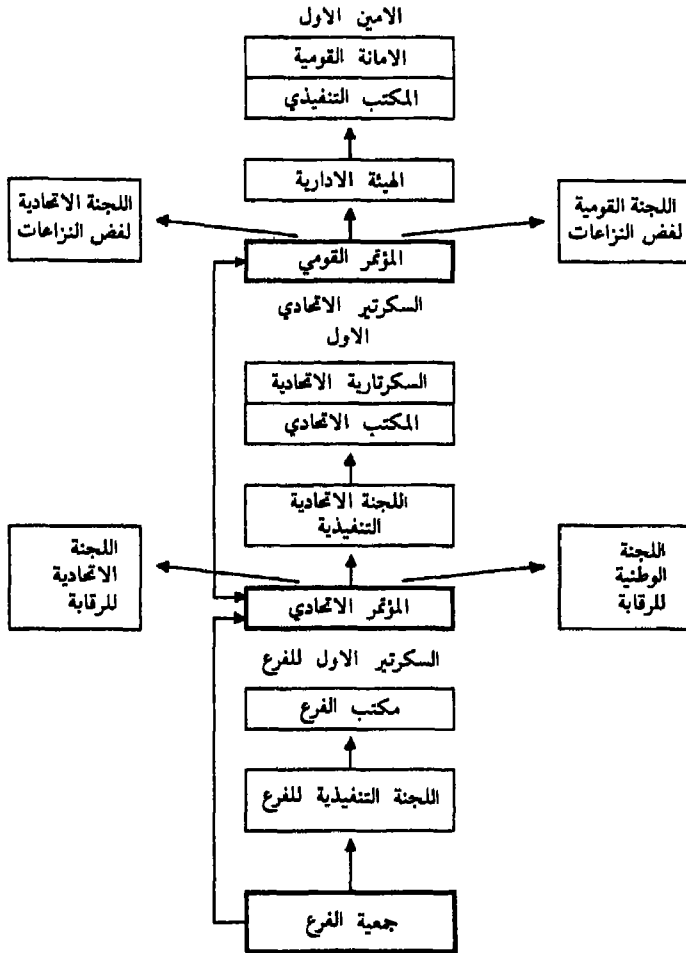 الامين الاول
الامانة القومية
المكتب التنفيذي
الهيئة الادارية
اللجنة القومية
لفض النزاعات
اللجنة الاتحادية
لفض النزاعات
المؤتمر القومي
السكرتير الاتحادي
الاول
السكرتارية الاتحادية
المكتب الاتحادي
اللجنة الاتحادية
التنفيذية
اللجنة
الوطنية
للرقابة
اللجنة
الاتحادية
للرقابة
المؤتمر الاتحادي
السكرتير الاول للفرع
مكتب الفرع
اللجنة التنفيذية للفرع
جمعية الفرع